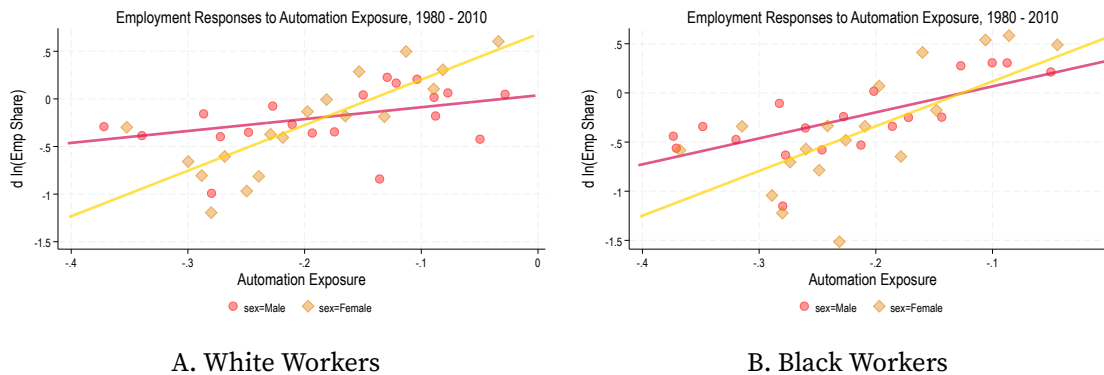 Employment Responses to Automation Exposure, 1980 - 2010
d ln(Emp Share)
.5
0
-.5
-1
-1.5
-.4
-.3
-.2
-.1
0
Automation Exposure
sex=Male
sex=Female
A. White Workers
Employment Responses to Automation Exposure, 1980 - 2010
d ln(Emp Share)
.5
0
-.5
-1
-1.5
-.4
-.3
-.2
-.1
Automation Exposure
sex=Male
sex=Female
B. Black Workers